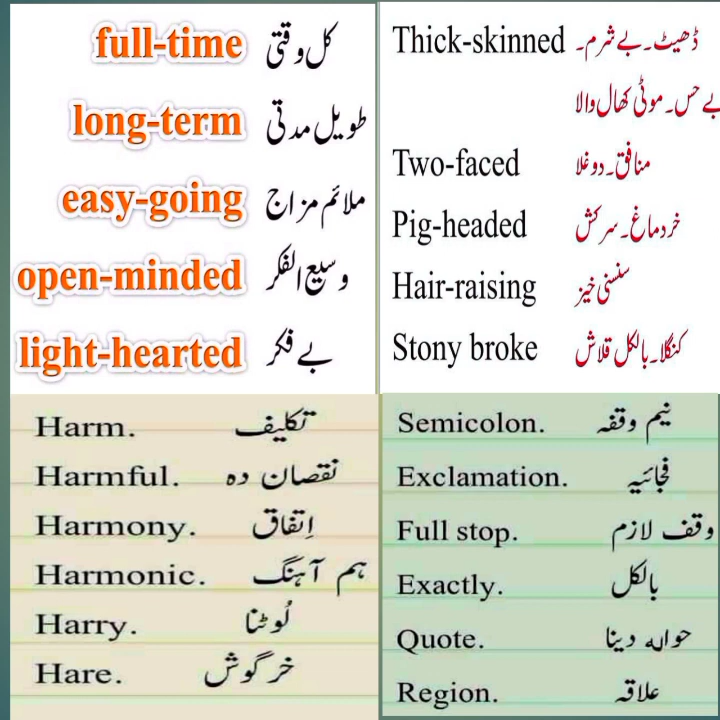 full-time کل وقتی
long-term طویل مدتی
easy-going ملائم مزاج
open-minded وسیع الفکر
light-hearted بے فکر
Thick-skinned ڈھیٹ۔بے شرم۔
بے حس۔موٹی کھال والا
Two-faced منافق۔دوغلا
Pig-headed خردماغ۔سرکش
Hair-raising سنسنی خیز
Stony broke کنگلا۔بالکل قلاش
Harm. تکلیف
Harmful. نقصان دہ
Harmony. اِتفاق
Harmonic. ہم آہنگ
Harry. لُوٹنا
Hare. خرگوش
Semicolon. نیم وقفہ
Exclamation. فجائیہ
Full stop. وقف لازم
Exactly. بالکل
Quote. حوالہ دینا
Region. علاقہ